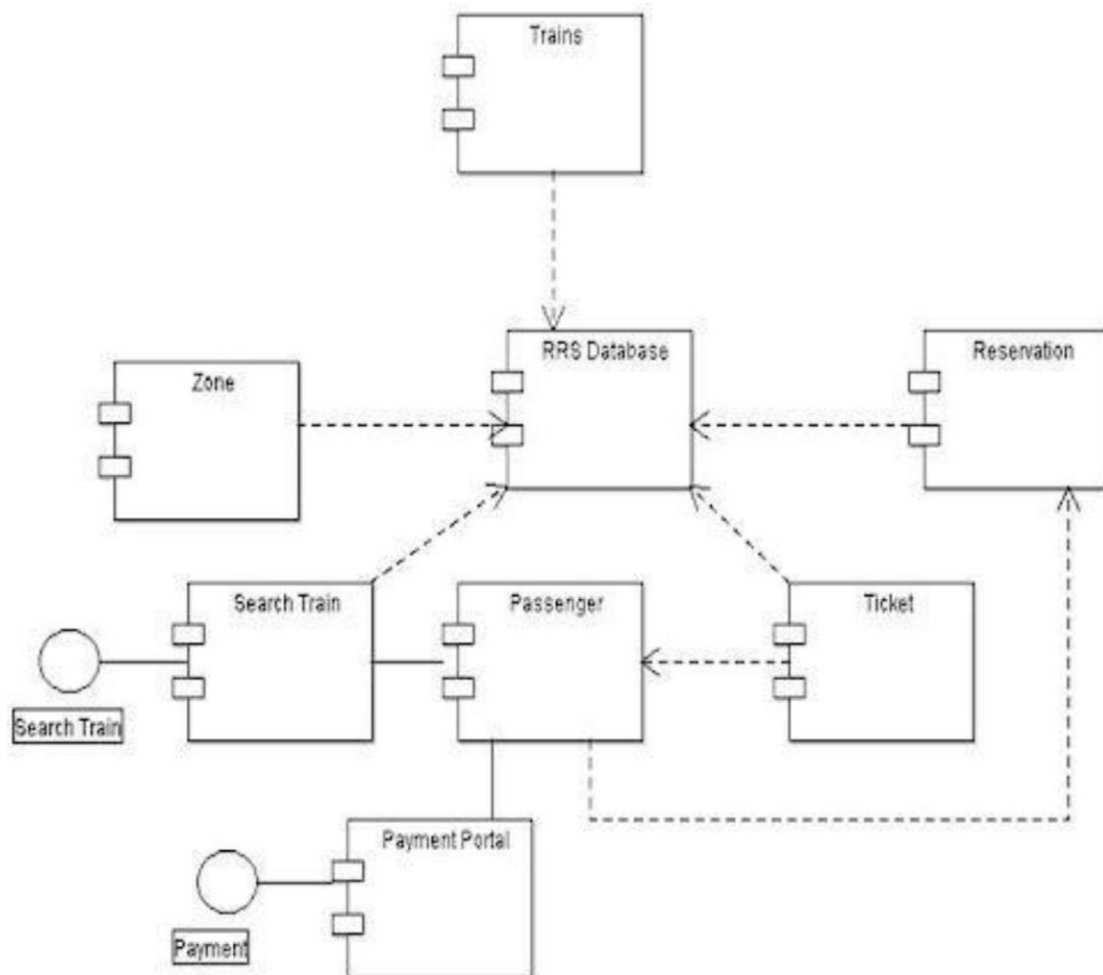 Trains
RRS Database
Reservation
Zone
Search Train
Passenger
Ticket
Search Train
Payment Portal
Payment